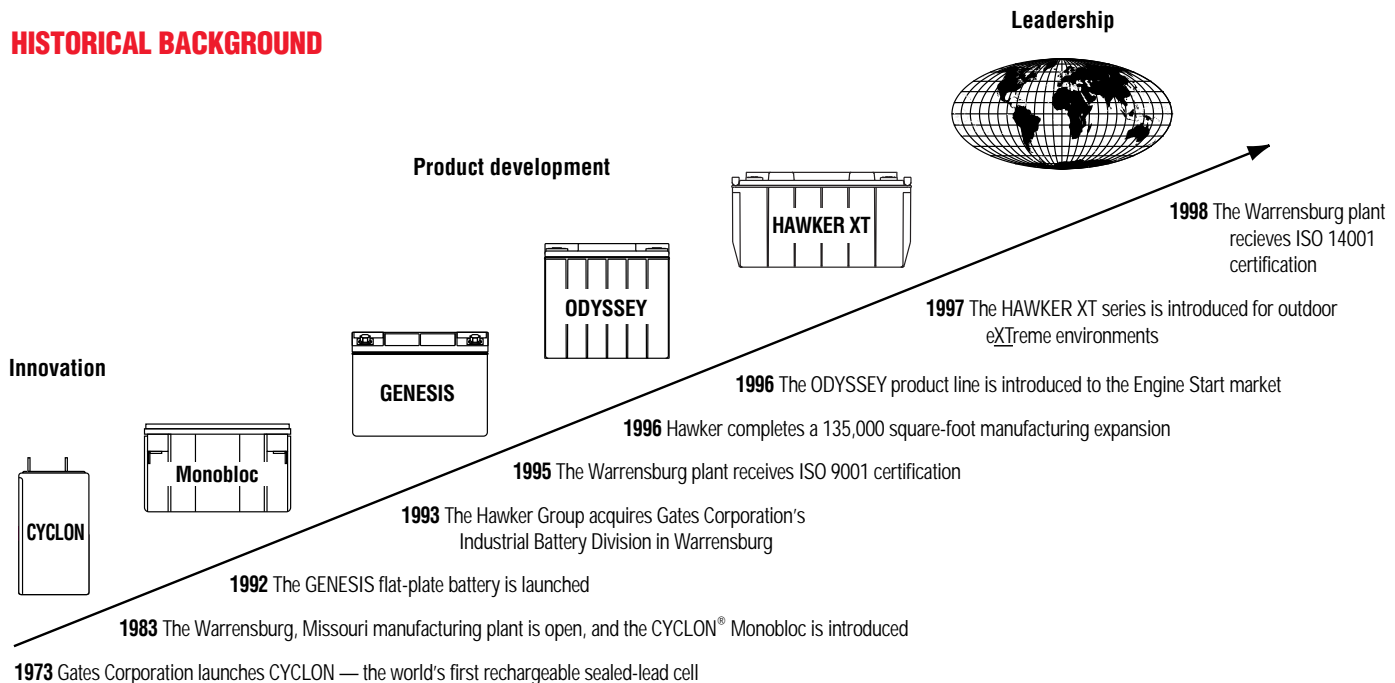 HISTORICAL BACKGROUND
Leadership
Product development
HAWKER XT
ODYSSEY
GENESIS
Innovation
Monobloc
CYCLON
1998 The Warrensburg plant
recieves ISO 14001
certification
1997 The HAWKER XT series is introduced for outdoor
eXTreme environments
1996 The ODYSSEY product line is introduced to the Engine Start market
1996 Hawker completes a 135,000 square-foot manufacturing expansion
1995 The Warrensburg plant receives ISO 9001 certification
1993 The Hawker Group acquires Gates Corporation's
Industrial Battery Division in Warrensburg
1992 The GENESIS flat-plate battery is launched
1983 The Warrensburg, Missouri manufacturing plant is open, and the CYCLON® Monobloc is introduced
1973 Gates Corporation launches CYCLON — the world's first rechargeable sealed-lead cell